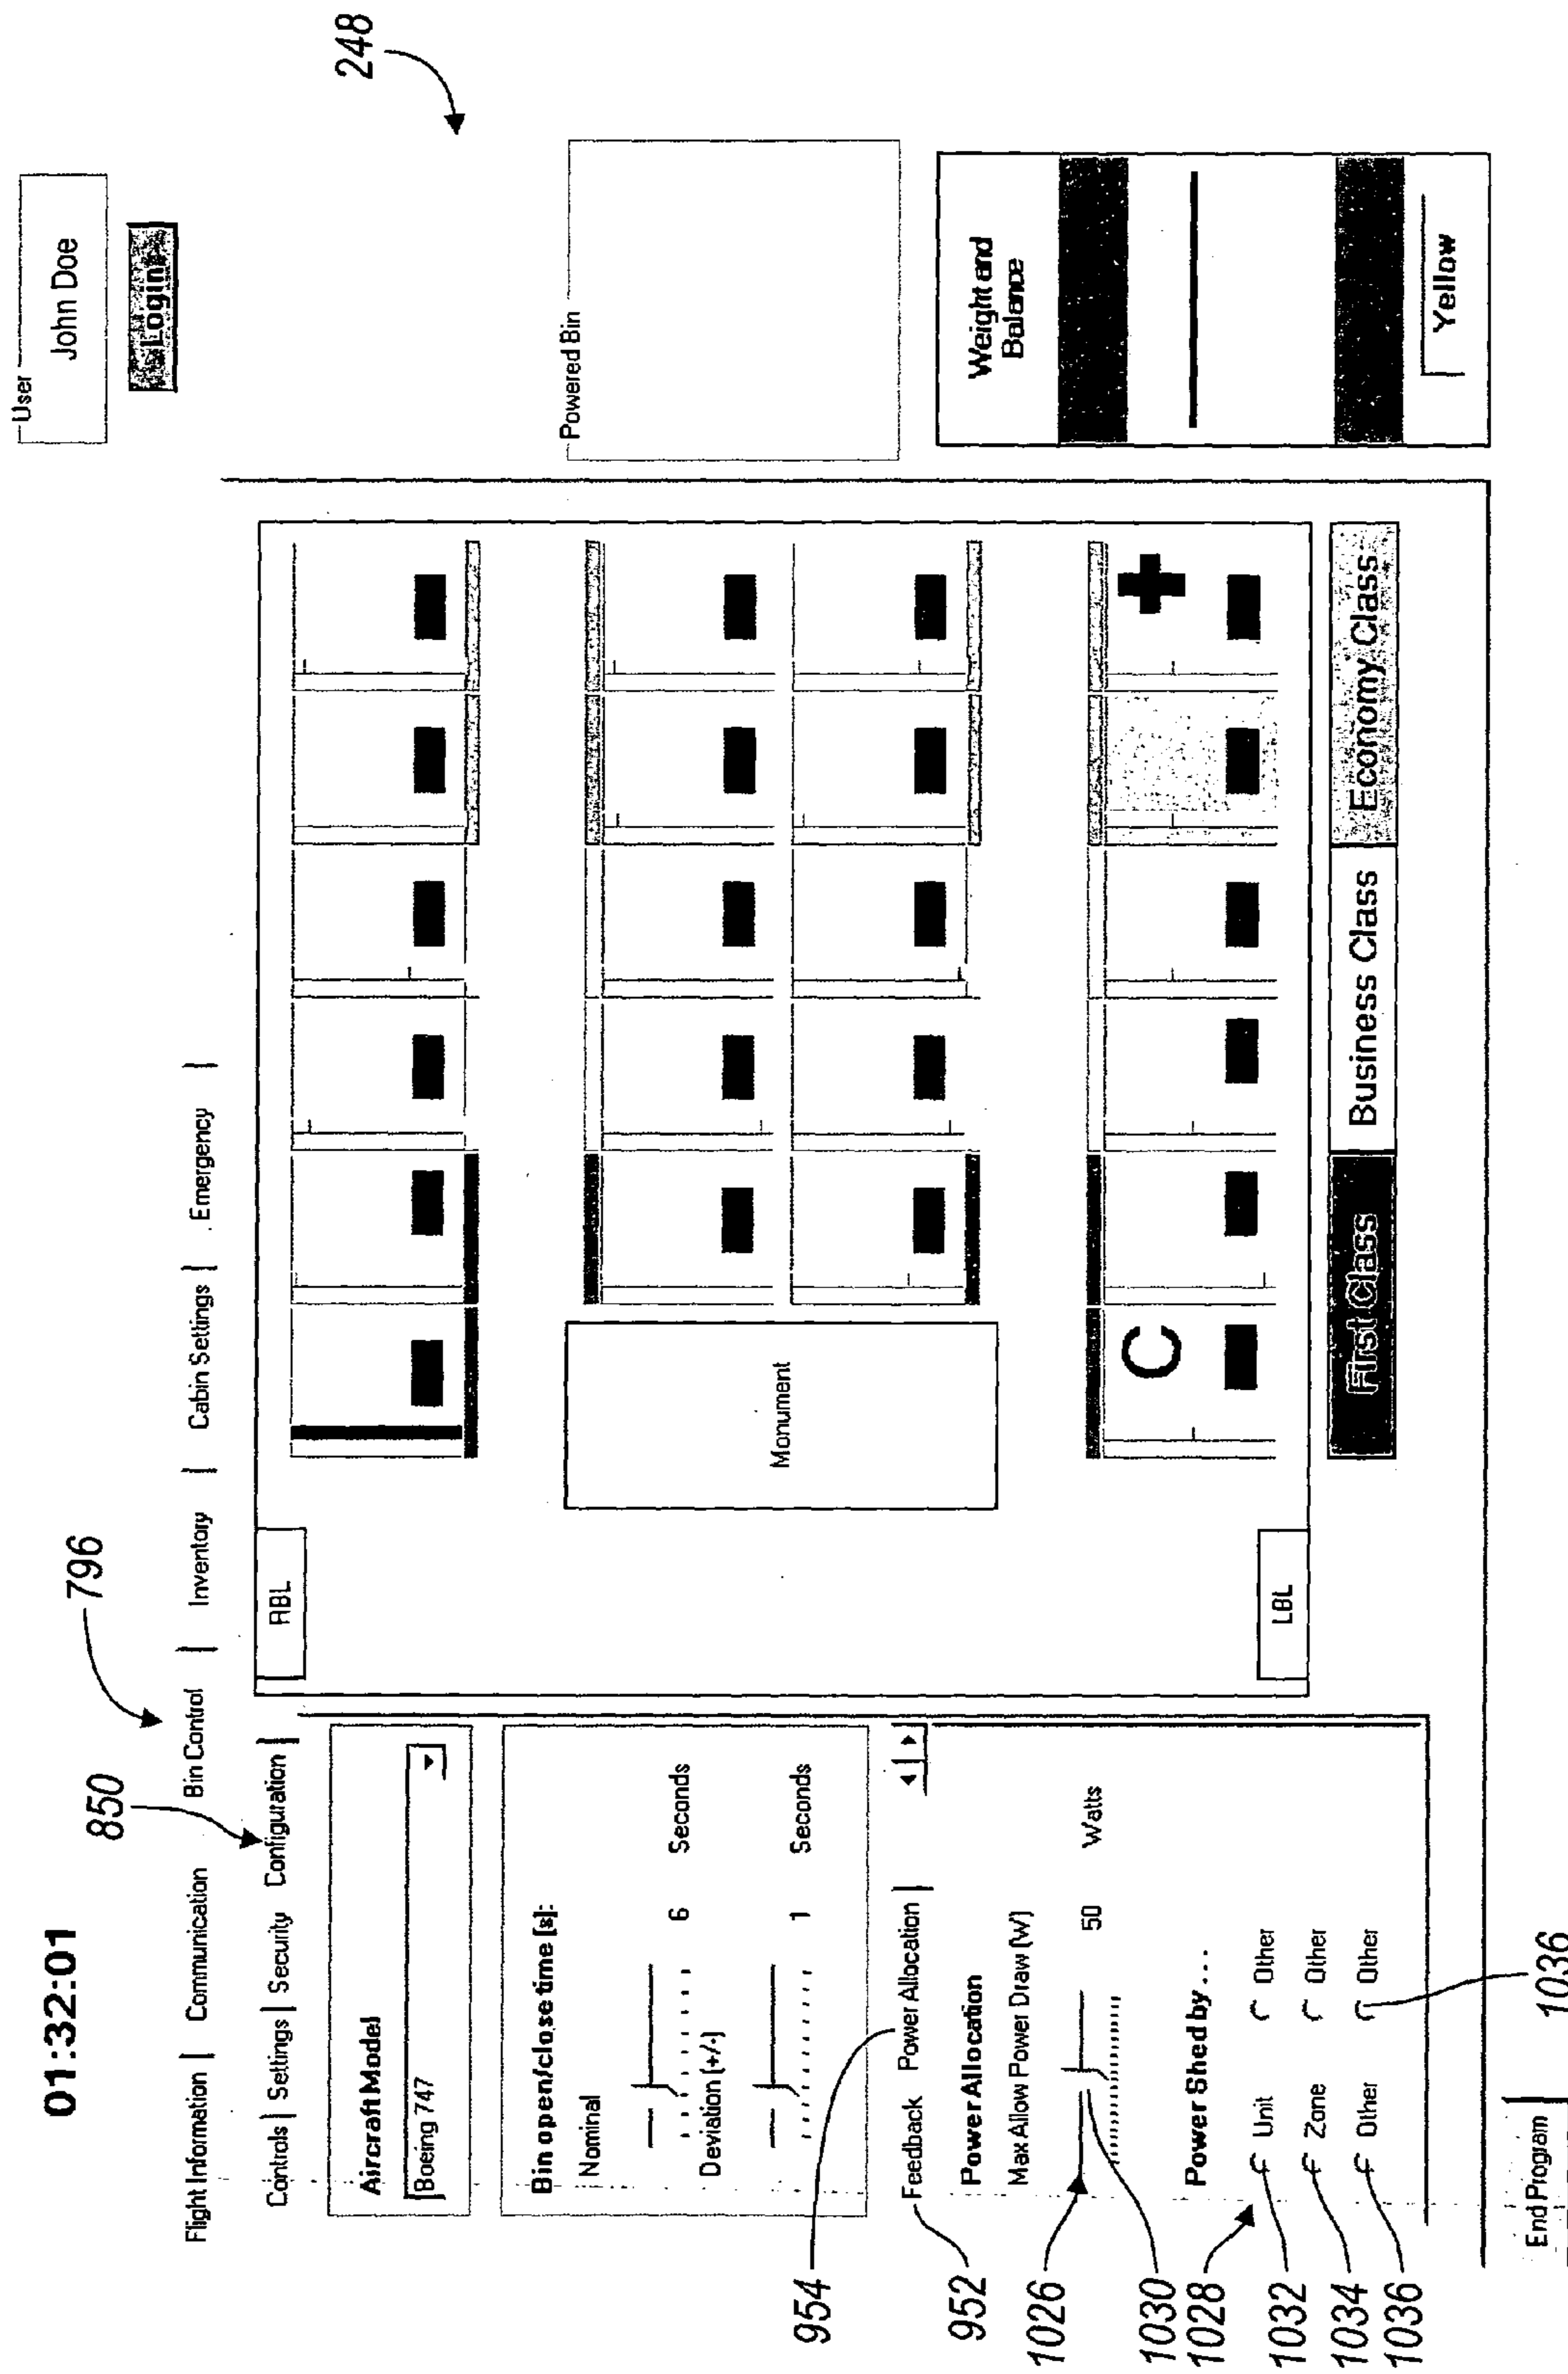 01:32:01
User
John Doe
Login
248
796
850
Flight Information
Communication
Bin Control
Inventory
Cabin Settings
Emergency
Controls
Settings
Security
Configuration
Aircraft Model
Boeing 747
Bin open/close time [s]:
Nominal
6
Seconds
Deviation (+/-)
1
Seconds
954
952
Feedback
Power Allocation
Power Allocation
Max Allow Power Draw (W)
50
Watts
1026
1030
Power Shed by...
1028
Unit
Other
Zone
Other
Other
Other
1032
1034
1036
1036
RBL
LBL
Monument
C
First Class
Business Class
Economy Class
Powered Bin
Weight and
Balance
Yellow
End Program